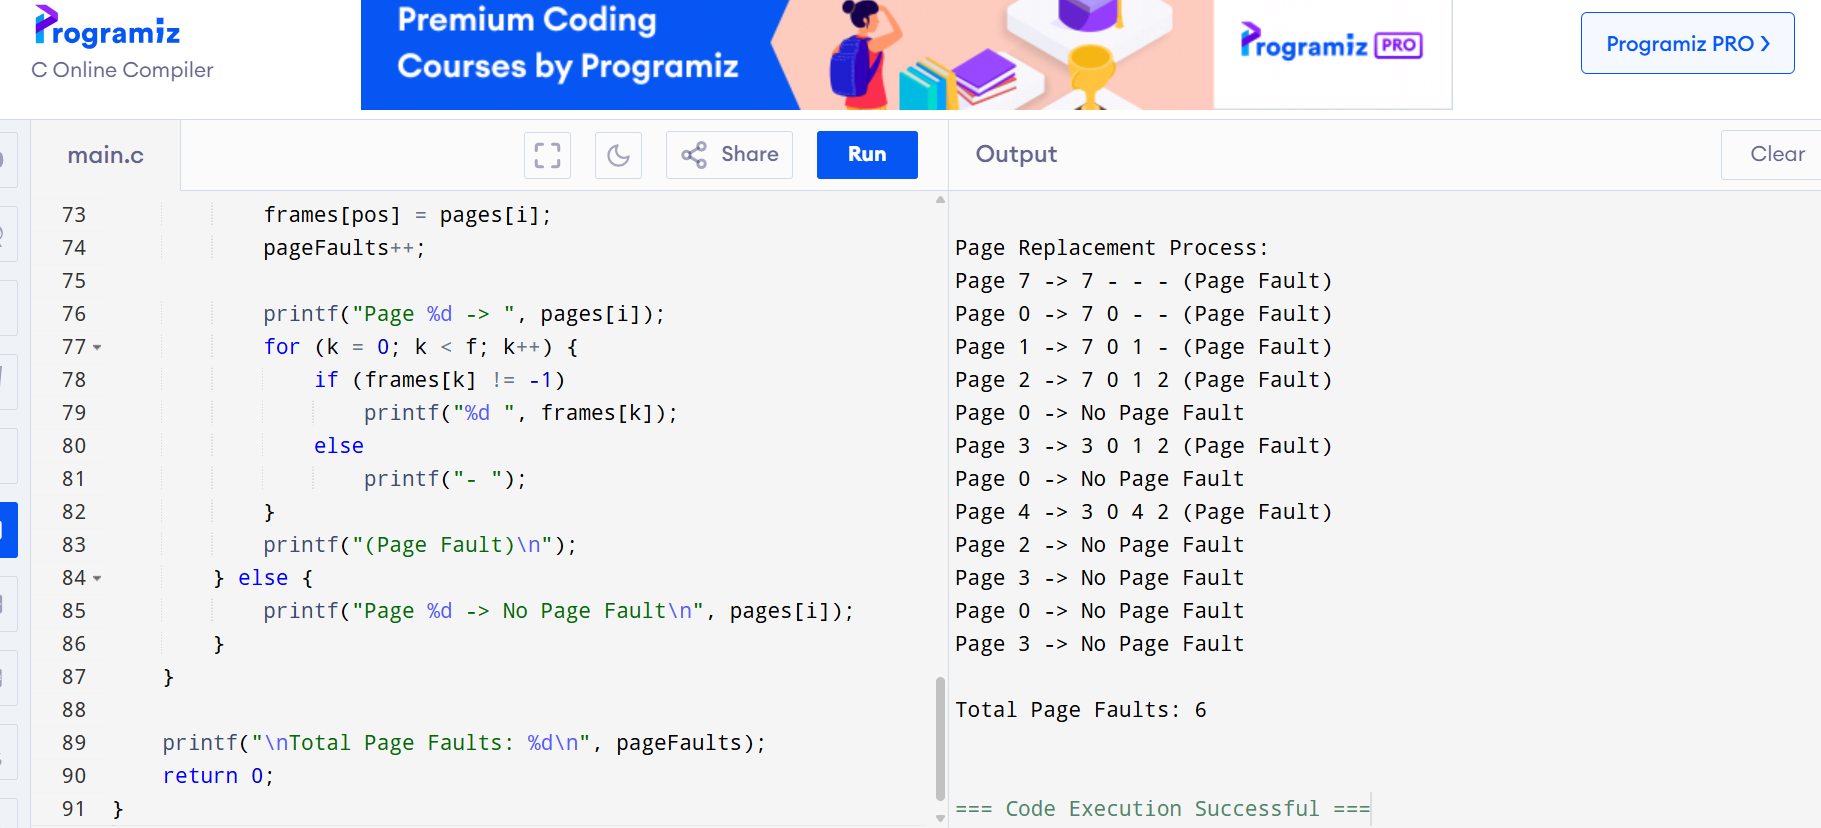 Programiz
C Online Compiler
Premium Coding
Courses by Programiz
Programiz PRO
Programiz PRO
main.c
Share
Run
Output
Clear
73 frames[pos] = pages[i];
74 pageFaults++;
75
76 printf("Page %d -> ", pages[i]);
77 for (k = 0; k < f; k++) {
78 if (frames[k] != -1)
79 printf("%d ", frames[k]);
80 else
81 printf("- ");
82 }
83 printf("(Page Fault)\n");
84 } else {
85 printf("Page %d -> No Page Fault\n", pages[i]);
86 }
87 }
88
89 printf("\nTotal Page Faults: %d\n", pageFaults);
90 return 0;
91 }
Page Replacement Process:
Page 7 -> 7 - - - (Page Fault)
Page 0 -> 7 0 - - (Page Fault)
Page 1 -> 7 0 1 - (Page Fault)
Page 2 -> 7 0 1 2 (Page Fault)
Page 0 -> No Page Fault
Page 3 -> 3 0 1 2 (Page Fault)
Page 0 -> No Page Fault
Page 4 -> 3 0 4 2 (Page Fault)
Page 2 -> No Page Fault
Page 3 -> No Page Fault
Page 0 -> No Page Fault
Page 3 -> No Page Fault
Total Page Faults: 6
=== Code Execution Successful ===